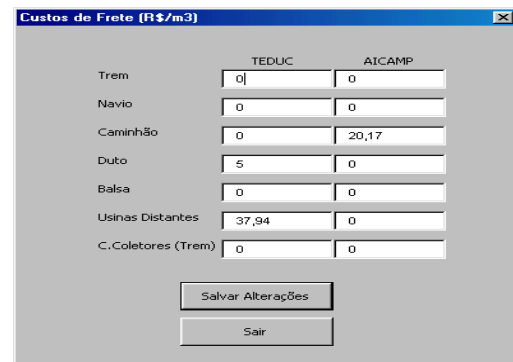 Custos de Frete (R$/m3)
TEDUC AICAMP
Trem 0 0
Navio 0 0
Caminhão 0 20,17
Duto 5 0
Balsa 0 0
Usinas Distantes 37,94 0
C.Coletores (Trem) 0 0
Salvar Alterações
Sair